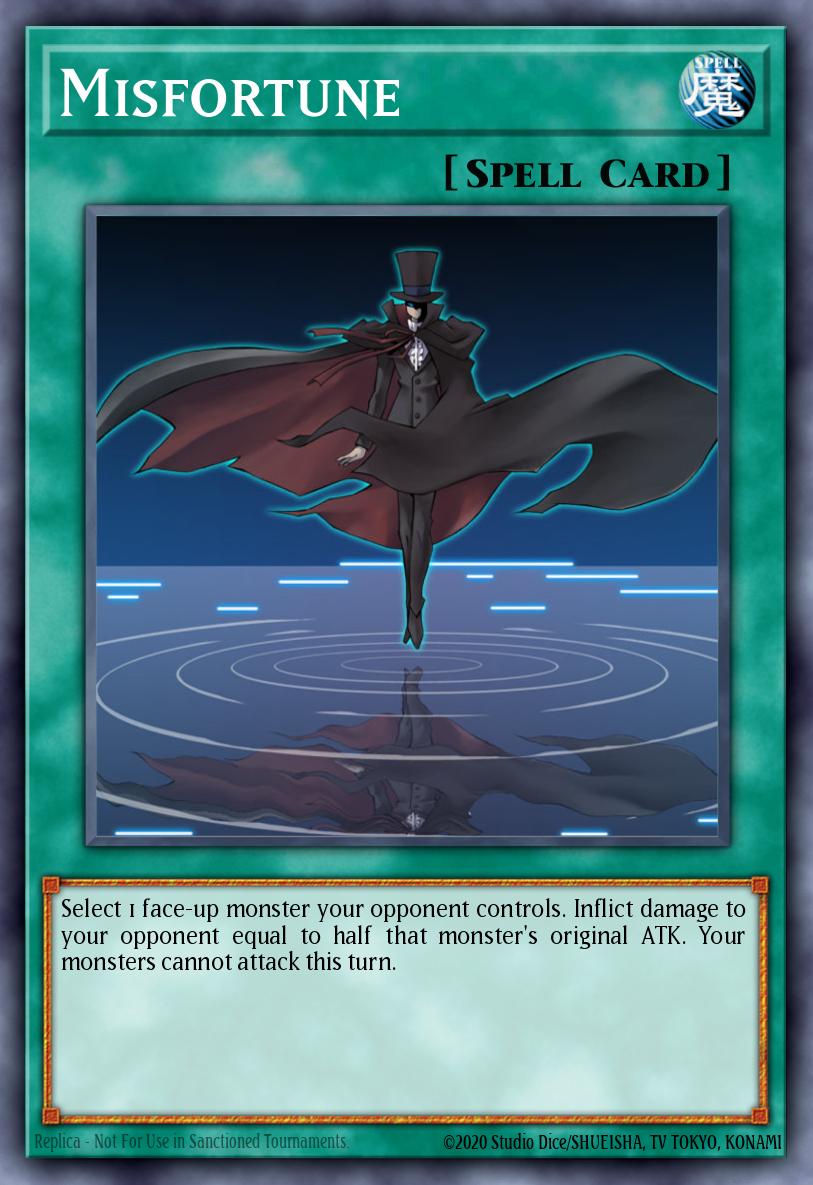 Misfortune
SPELL
魔
[ Spell Card ]
Select 1 face-up monster your opponent controls. Inflict damage to
your opponent equal to half that monster's original ATK. Your
monsters cannot attack this turn.
Replica - Not For Use in Sanctioned Tournaments.
©2020 Studio Dice/SHUEISHA, TV TOKYO, KONAMI